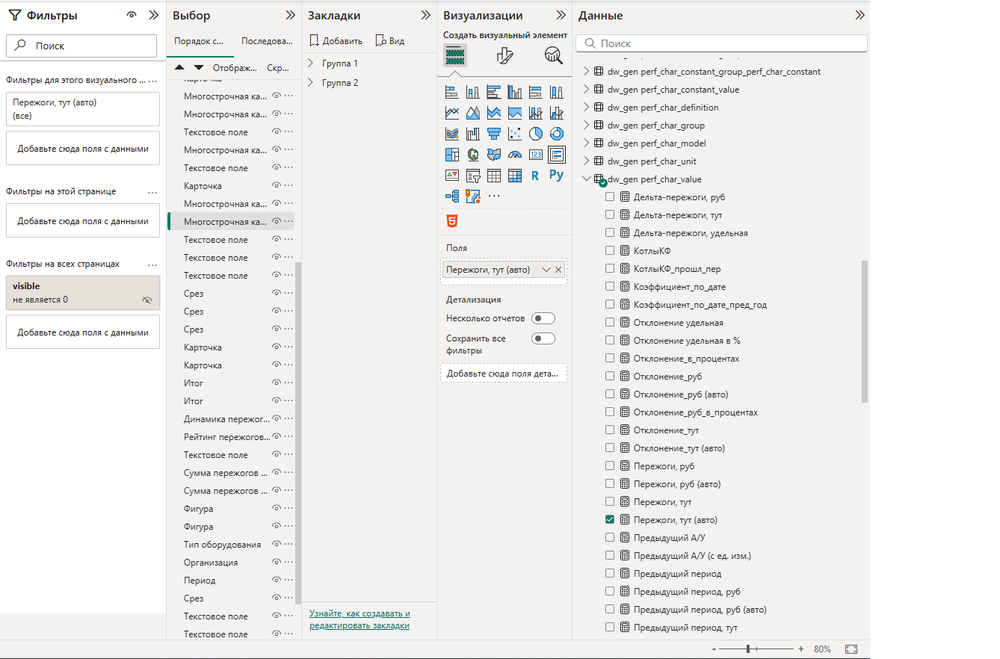 Фильтры
Поиск
Фильтры для этого визуального ...
Пережоги, тут (авто)
(все)
Добавьте сюда поля с данными
Фильтры на этой странице
Добавьте сюда поля с данными
Фильтры на всех страницах
visible
не является 0
Добавьте сюда поля с данными
Выбор
Порядок с...
Последова...
Отображ...
Скр...
Карточка
Многострочная ка...
Многострочная ка...
Текстовое поле
Многострочная ка...
Текстовое поле
Карточка
Многострочная ка...
Многострочная ка...
Текстовое поле
Текстовое поле
Текстовое поле
Срез
Срез
Срез
Карточка
Карточка
Итог
Итог
Динамика пережог...
Рейтинг пережогов...
Текстовое поле
Сумма пережогов ...
Сумма пережогов ...
Фигура
Фигура
Тип оборудования
Организация
Период
Срез
Текстовое поле
Текстовое поле
Закладки
Добавить
Вид
Группа 1
Группа 2
Узнайте, как создавать и
редактировать закладки
Визуализации
Создать визуальный элемент
123
R
Py
5
Поля
Пережоги, тут (авто)
Детализация
Несколько отчетов
Сохранить все
фильтры
Добавьте сюда поля дета...
Данные
Поиск
dw_gen perf_char_constant_group_perf_char_constant
dw_gen perf_char_constant_value
dw_gen perf_char_definition
dw_gen perf_char_group
dw_gen perf_char_model
dw_gen perf_char_unit
dw_gen perf_char_value
Дельта-пережоги, руб
Дельта-пережоги, тут
Дельта-пережоги, удельная
КотлыКФ
КотлыКФ_прошл_пер
Коэффициент_по_дате
Коэффициент_по_дате_пред_год
Отклонение удельная
Отклонение удельная в %
Отклонение_в_процентах
Отклонение_руб
Отклонение_руб (авто)
Отклонение_руб_в_процентах
Отклонение_тут
Отклонение_тут (авто)
Пережоги, руб
Пережоги, руб (авто)
Пережоги, тут
Пережоги, тут (авто)
Предыдущий А/У
Предыдущий А/У (с ед. изм.)
Предыдущий период
Предыдущий период, руб
Предыдущий период, руб (авто)
Предыдущий период, тут
- + 80%